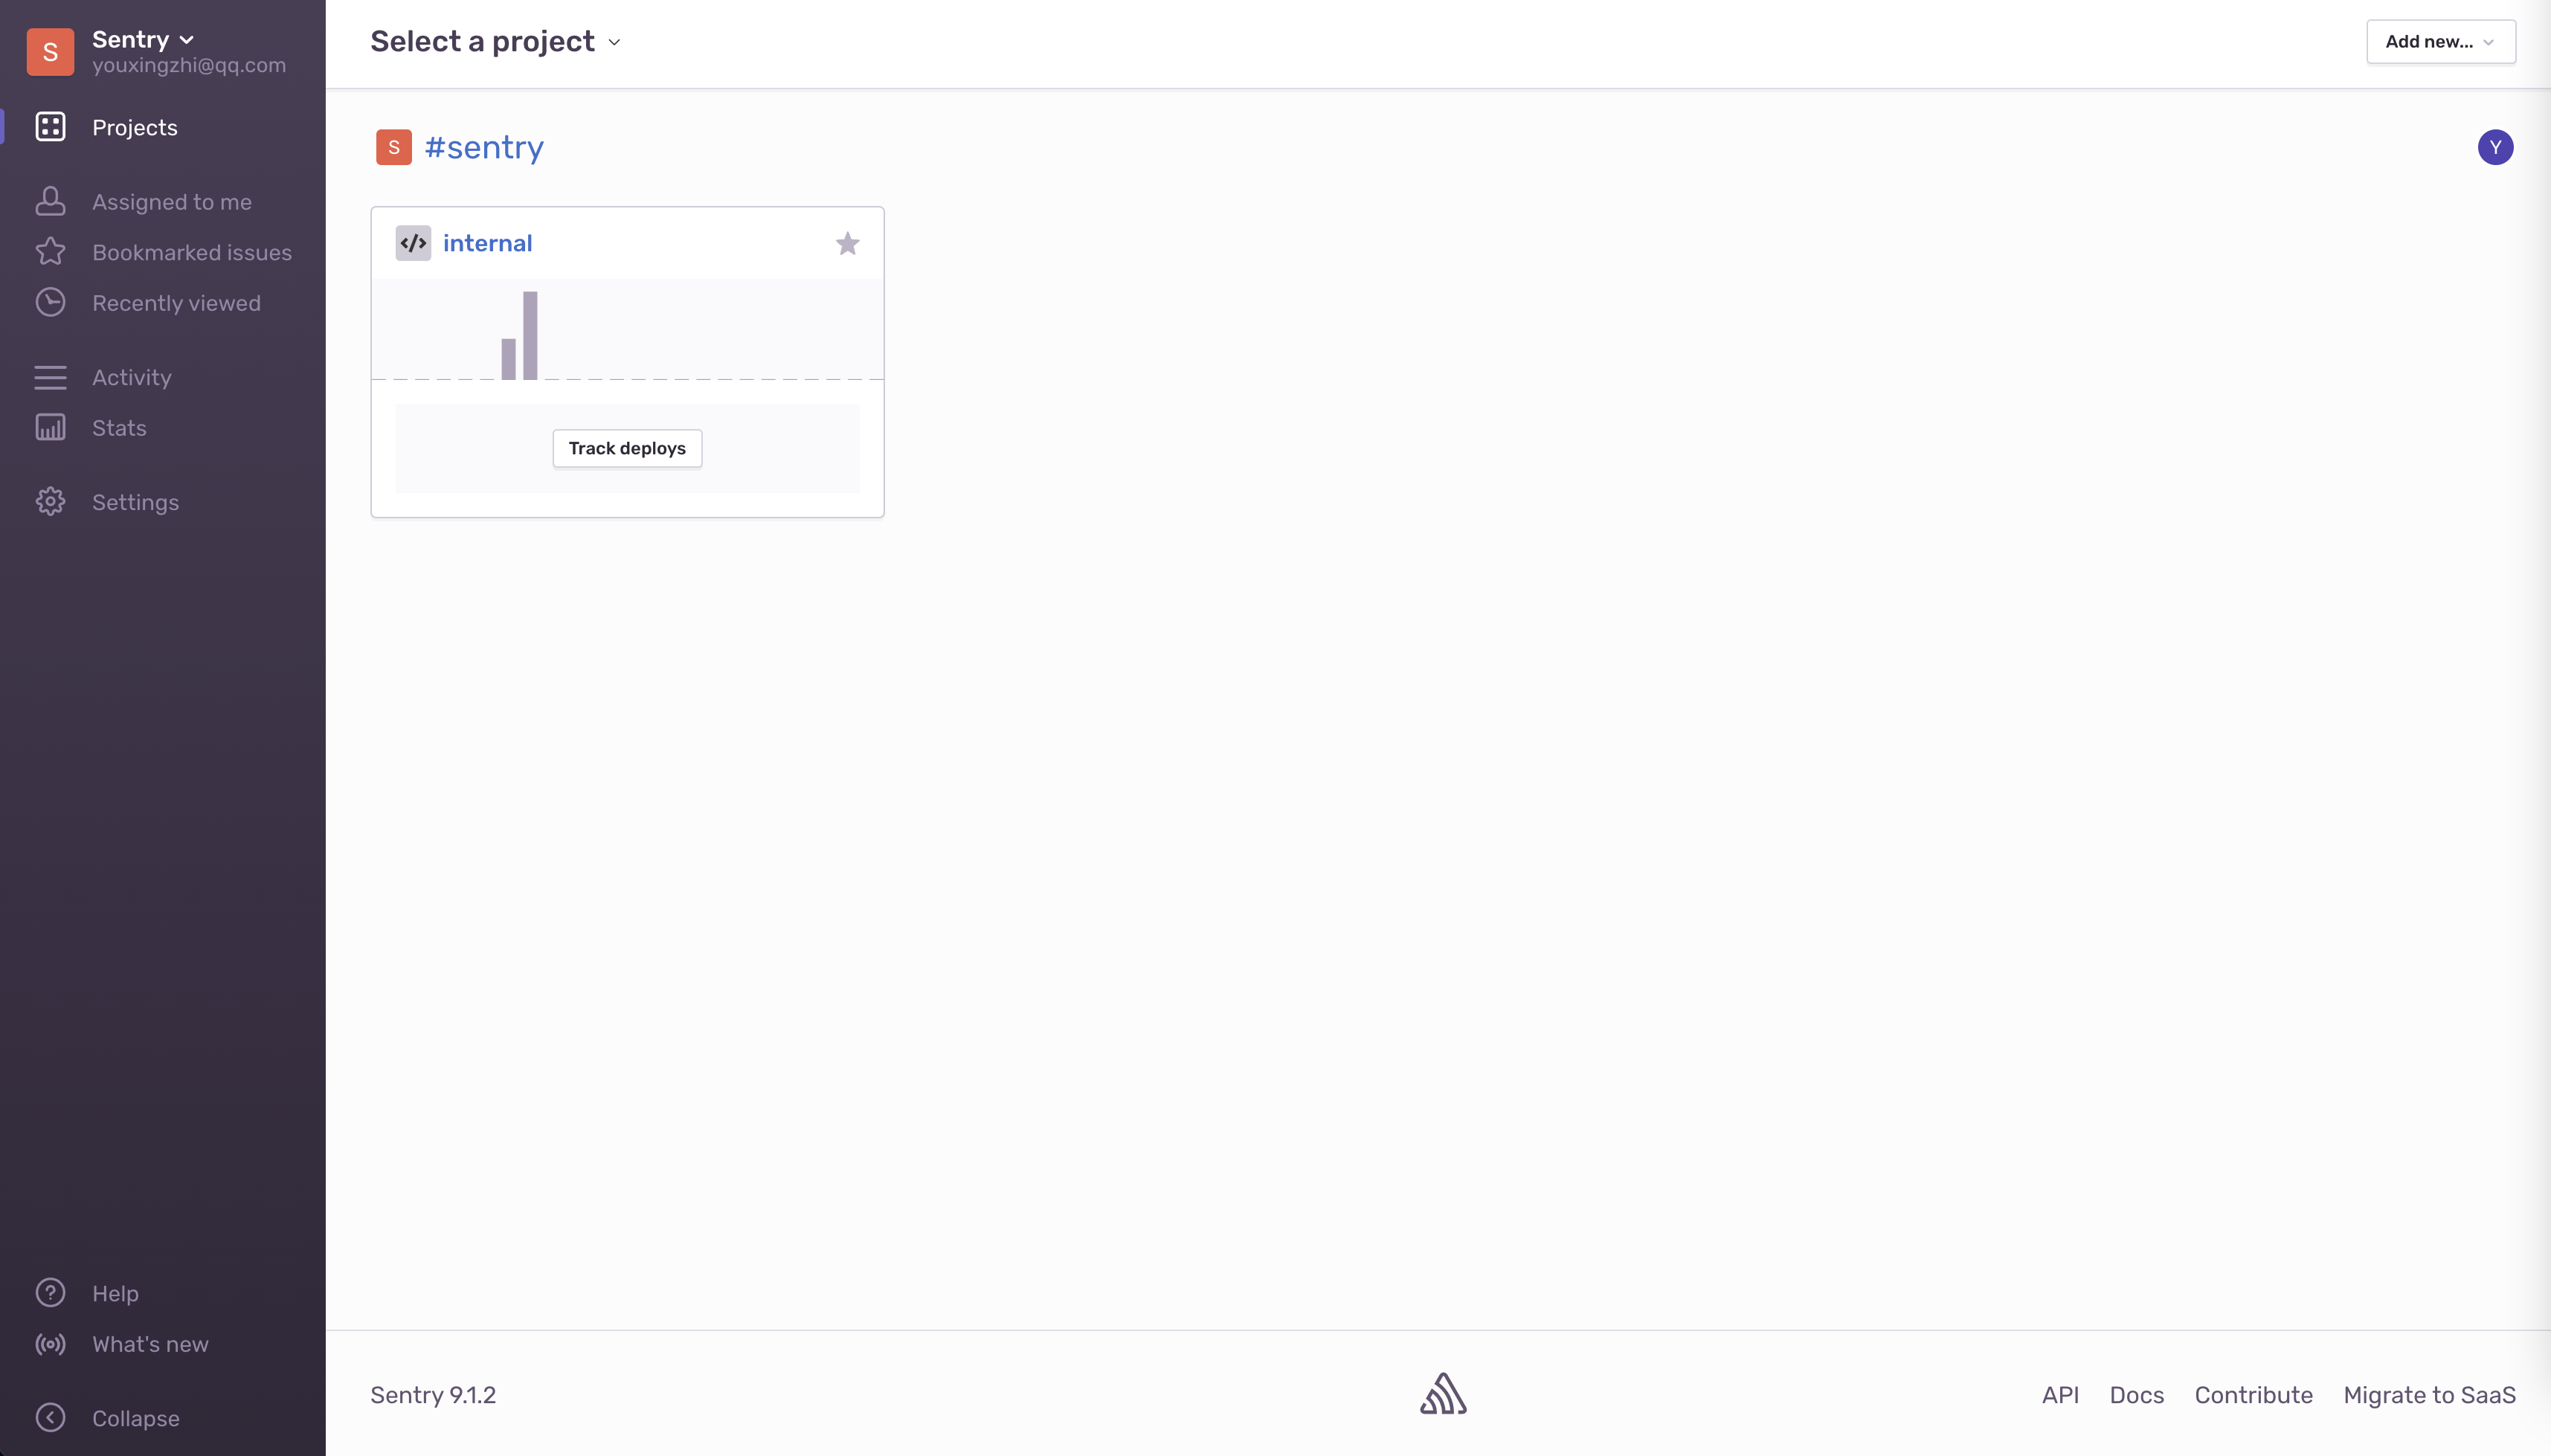 S
Sentry
youxingzhi@qq.com
Projects
Assigned to me
Bookmarked issues
Recently viewed
Activity
Stats
Settings
Help
What's new
Collapse
Select a project
Add new...
S
#sentry
Y
internal
Track deploys
Sentry 9.1.2
API
Docs
Contribute
Migrate to SaaS